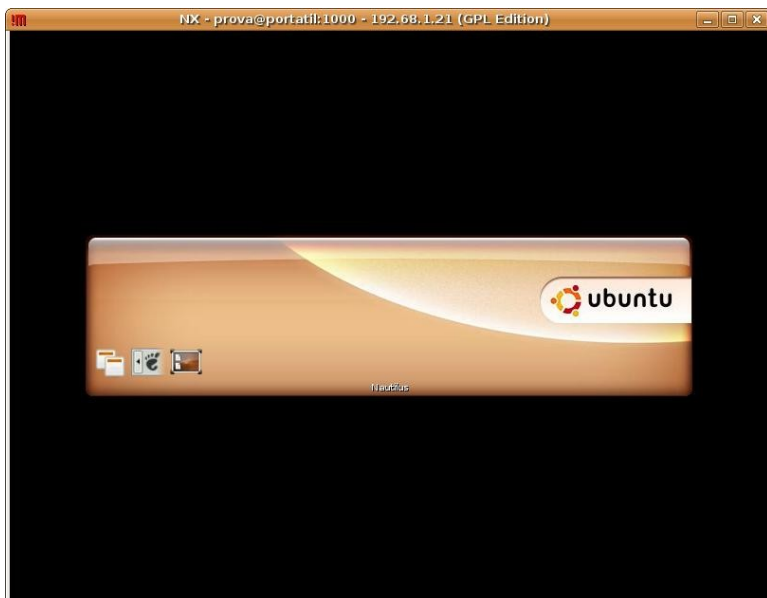 NX - prova@portatil:1000 - 192.68.1.21 (GPL Edition)
ubuntu
Nautilus